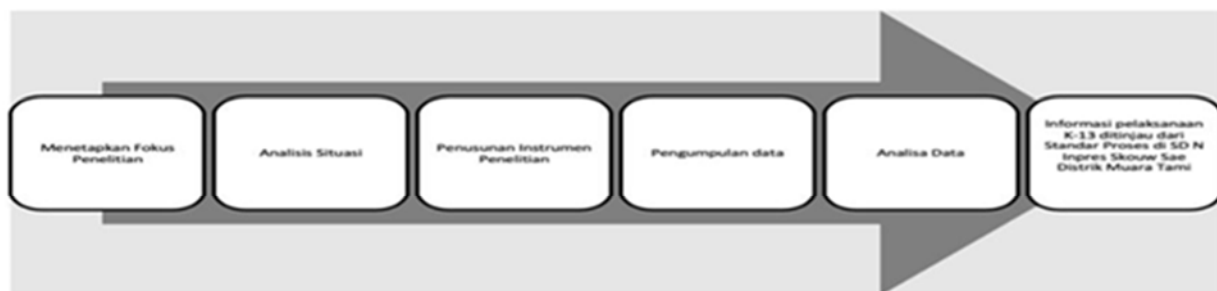 Menetapkan Fokus
Penelitian
Analisis Situasi
Penusunan Instrumen
Penelitian
Pengumpulan data
Analisa Data
Informasi pelaksanaan
K-13 ditinjau dari
Standar Proses di SD N
Inpres Skouw Sae
Distrik Muara Tami